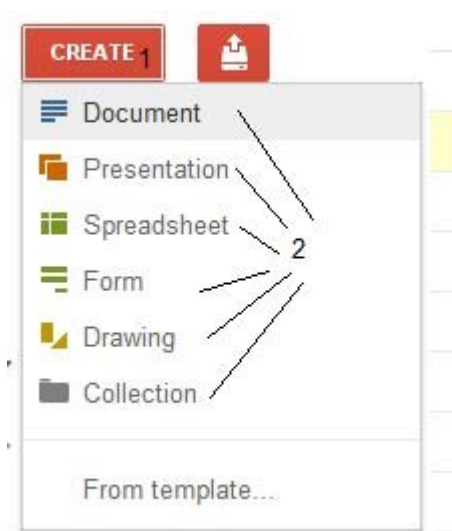 CREATE 1
Document
Presentation
Spreadsheet
2
Form
Drawing
Collection
From template...